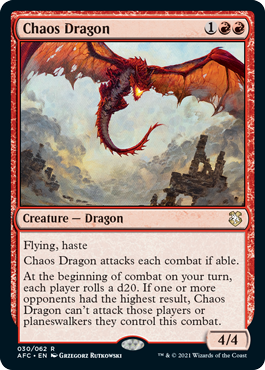 Chaos Dragon 1
Creature — Dragon
Flying, haste
Chaos Dragon attacks each combat if able.
At the beginning of combat on your turn,
each player rolls a d20. If one or more
opponents had the highest result, Chaos
Dragon can't attack those players or
planeswalkers they control this combat.
4/4
030/062 R
AFC • EN GRZEGORZ RUTKOWSKI ™ & © 2021 Wizards of the Coast